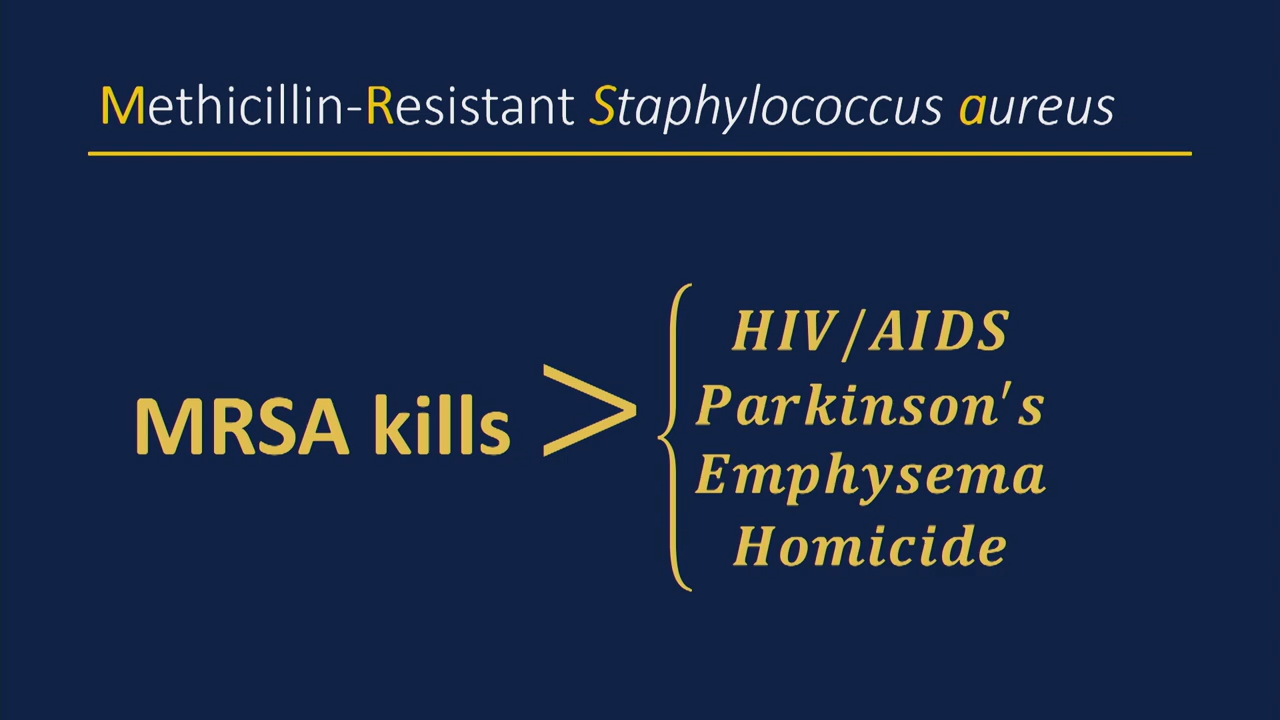 Methicillin-Resistant Staphylococcus aureus
MRSA kills >
HIV/AIDS
Parkinson's
Emphysema
Homicide